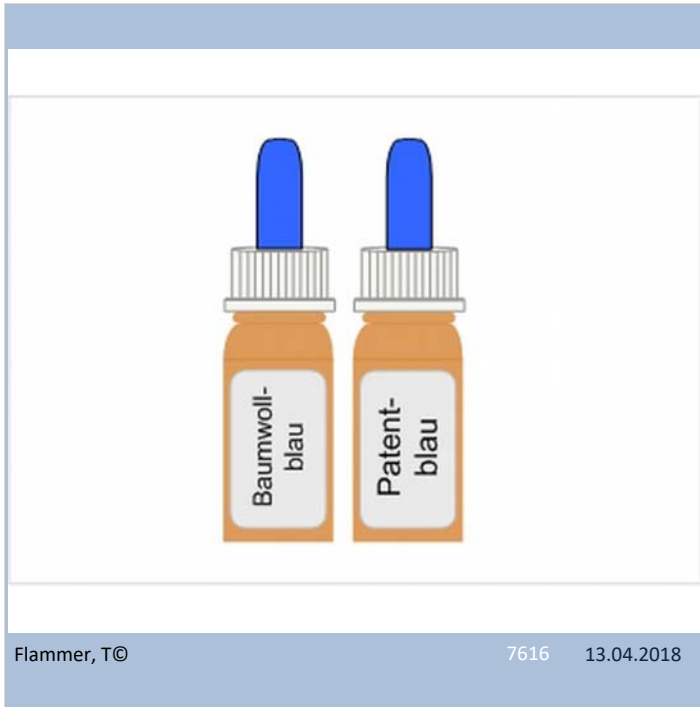 Baumwoll-
blau
Patent-
blau
Flammer, T©
7616
13.04.2018